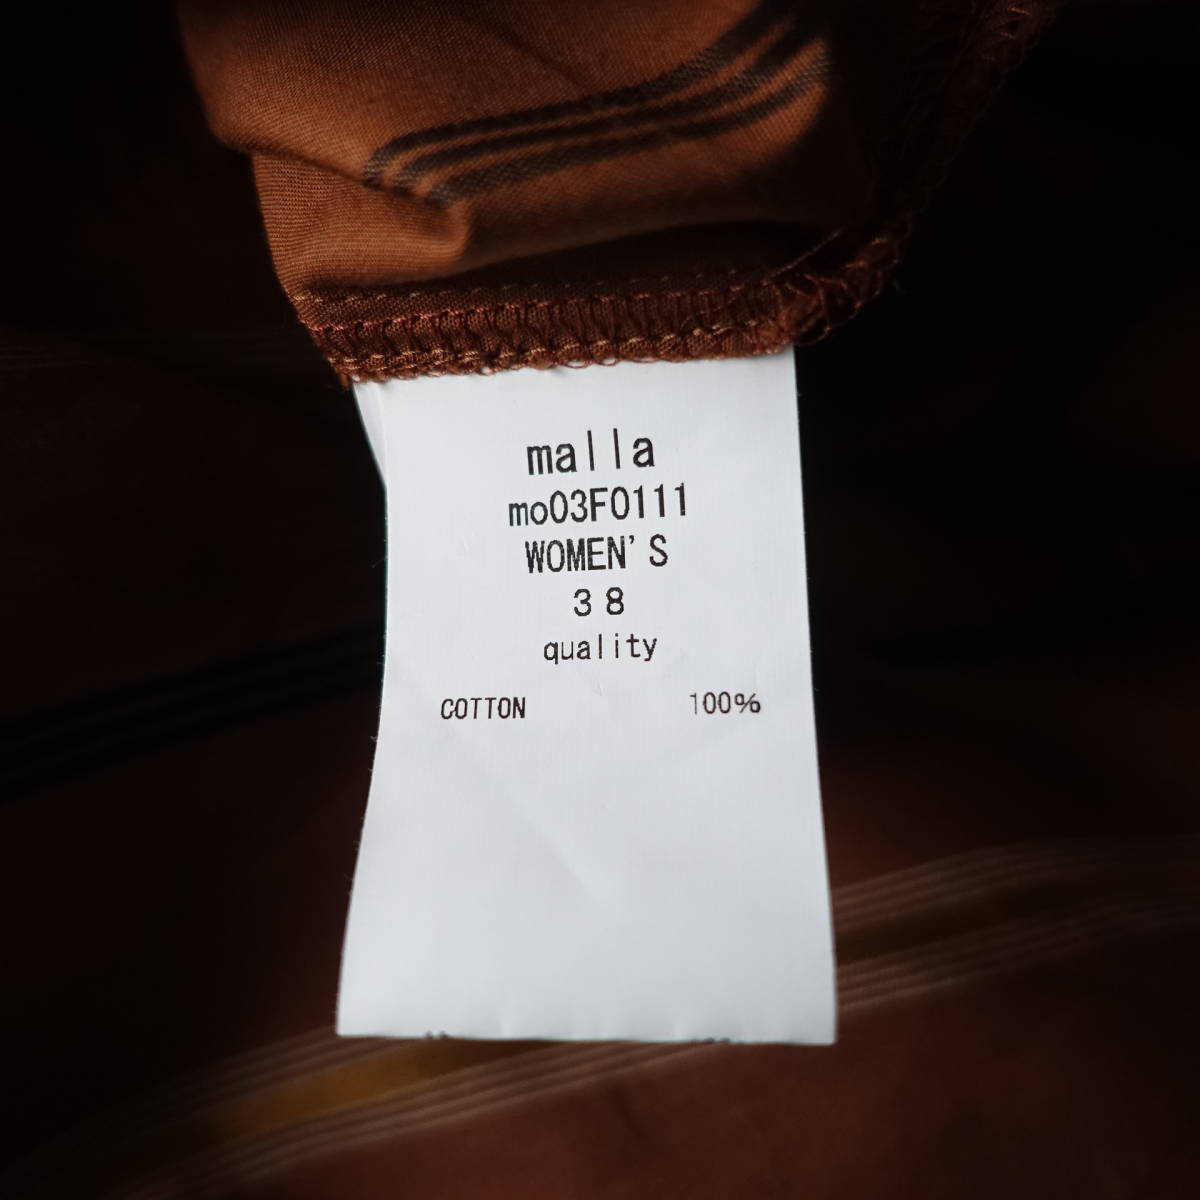 malla
mo03F0111
WOMEN'S
38
quality
COTTON 100%